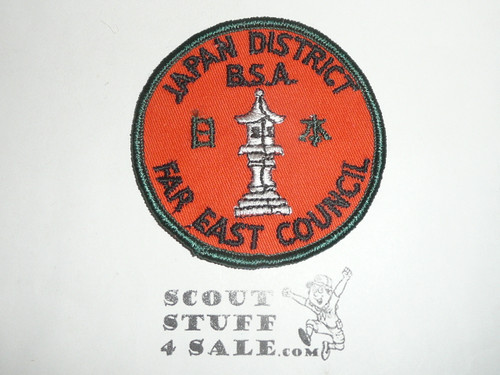 JAPAN DISTRICT
B.S.A.
日本
FAR EAST COUNCIL
SCOUT
STUFF
4 SALE.com